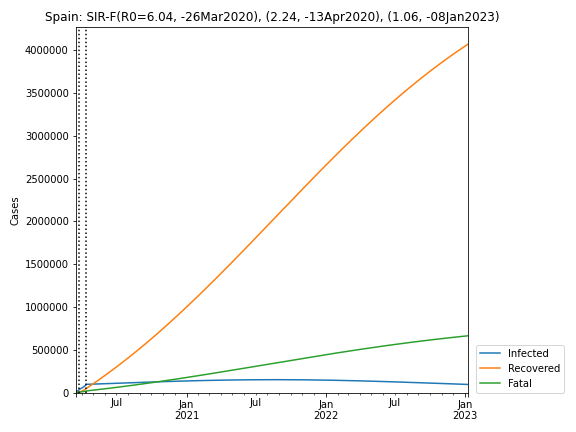 Spain: SIR-F(R0=6.04, -26Mar2020), (2.24, -13Apr2020), (1.06, -08Jan2023)
4000000
3500000
3000000
2500000
2000000
1500000
1000000
500000
0
Cases
Jul
Jan
2021
Jul
Jan
2022
Jul
Jan
2023
Infected
Recovered
Fatal